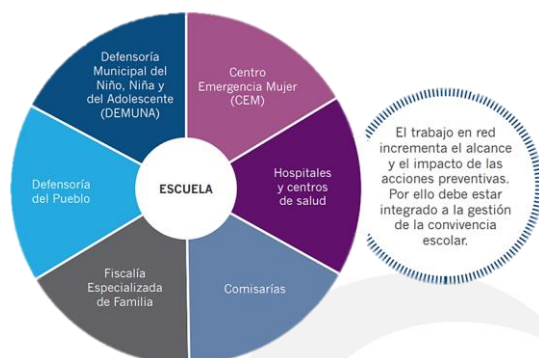 Defensoría
Municipal del
Niño, Niña y
del Adolescente
(DEMUNA)
Centro
Emergencia Mujer
(CEM)
Hospitales
y centros
de salud
Comisarías
Fiscalía
Especializada
de Familia
Defensoría
del Pueblo
ESCUELA
El trabajo en red
incrementa el alcance
y el impacto de las
acciones preventivas.
Por ello debe estar
integrado a la gestión
de la convivencia
escolar.